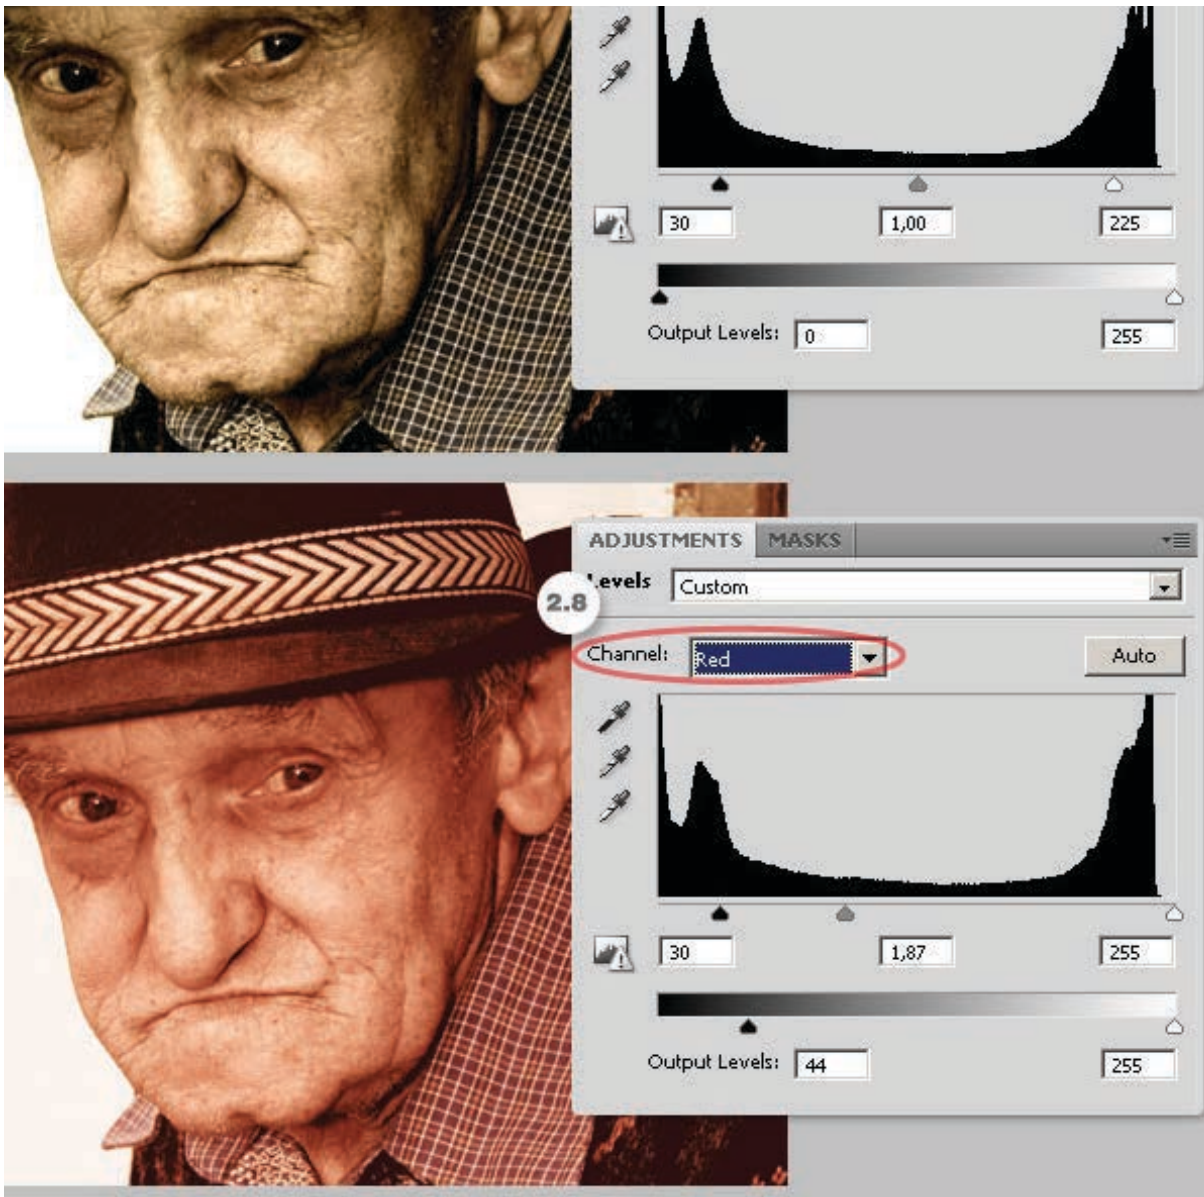 30 1,00 225
Output Levels: 0 255
ADJUSTMENTS MASKS
Levels Custom
2.8
Channel: Red Auto
30 1,87 255
Output Levels: 44 255